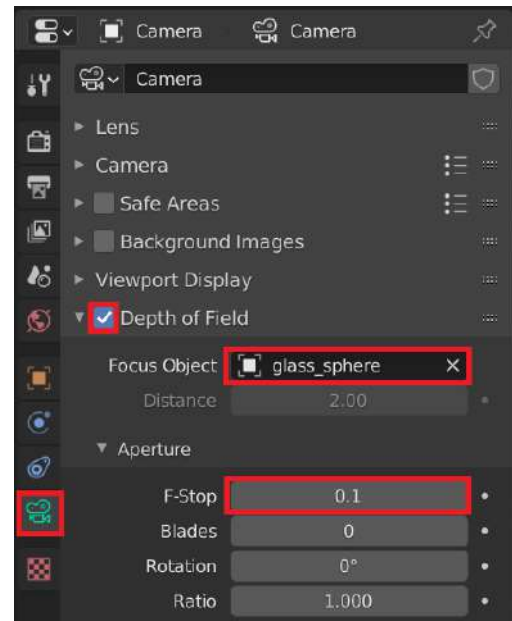 Camera Camera
Camera
Lens
Camera
Safe Areas
Background Images
Viewport Display
Depth of Field
Focus Object glass_sphere
Distance 2.00
Aperture
F-Stop 0.1
Blades 0
Rotation 0°
Ratio 1.000